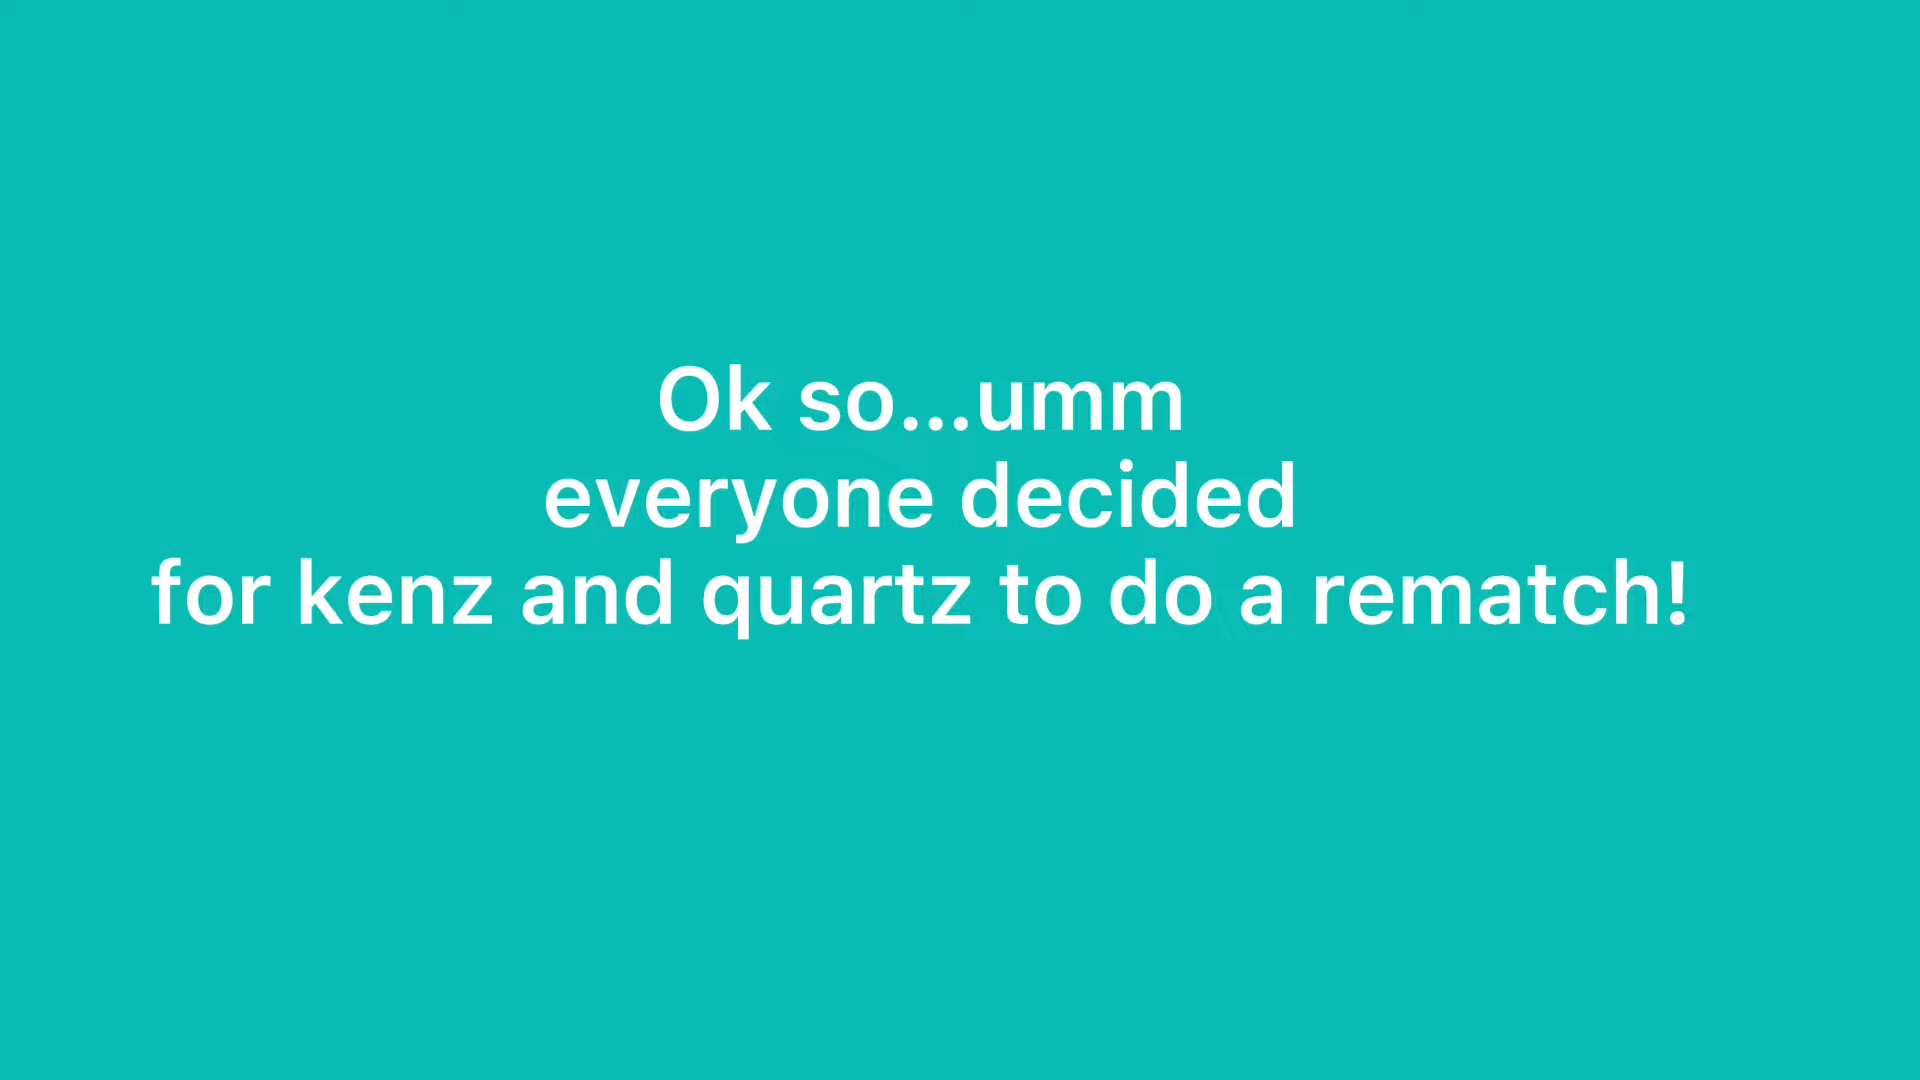 Ok so...umm
everyone decided
for kenz and quartz to do a rematch!